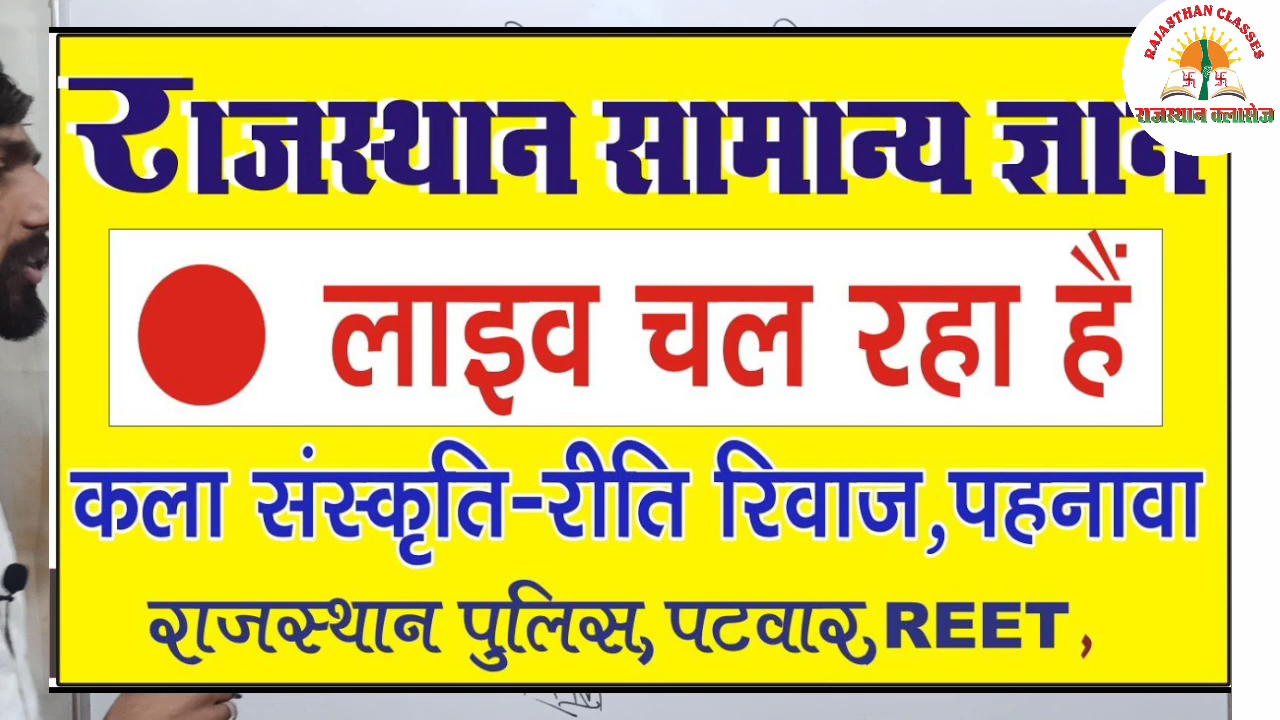 RAJASTHAN CLASSES
राजस्थान क्लासेज
राजस्थान सामान्य ज्ञान
लाइव चल रहा हैं
कला संस्कृति-रीति रिवाज,पहनावा
राजस्थान पुलिस, पटवार, REET ,